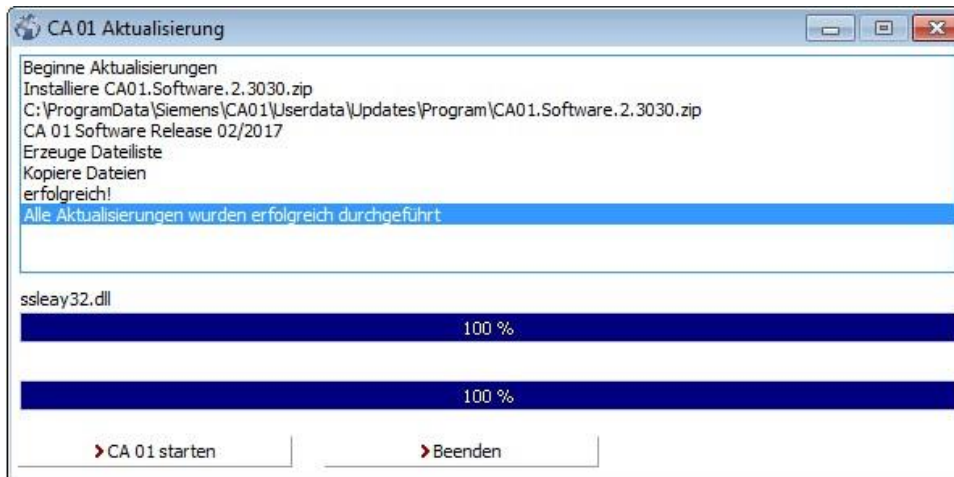 CA 01 Aktualisierung
Beginne Aktualisierungen
Installiere CA01.Software.2.3030.zip
C:\ProgramData\Siemens\CA01\Userdata\Updates\Program\CA01.Software.2.3030.zip
CA 01 Software Release 02/2017
Erzeuge Dateiliste
Kopiere Dateien
erfolgreich!
Alle Aktualisierungen wurden erfolgreich durchgeführt
ssleay32.dll
100 %
100 %
CA 01 starten
Beenden